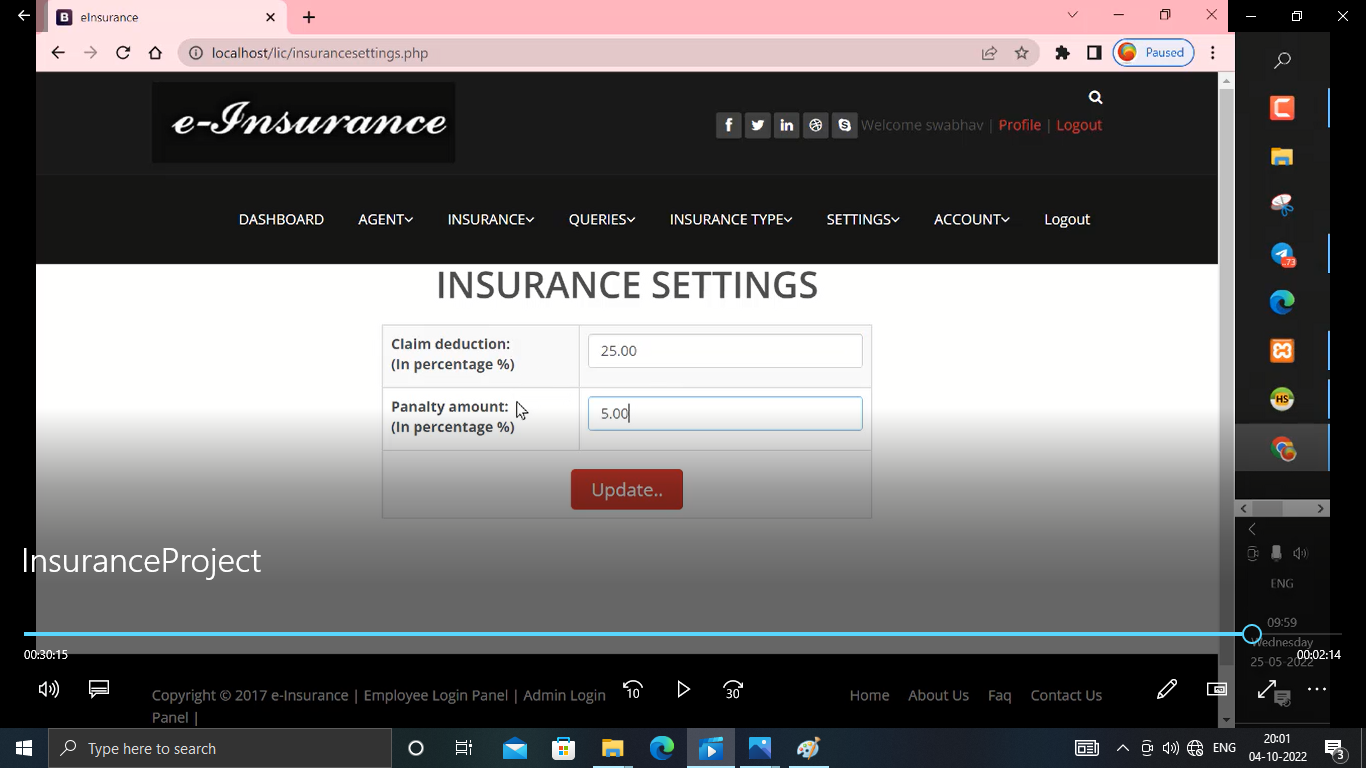 eInsurance
localhost/lic/insurancesettings.php
Paused
e-Insurance
Welcome swabhav | Profile | Logout
DASHBOARD AGENT INSURANCE QUERIES INSURANCE TYPE SETTINGS ACCOUNT Logout
INSURANCE SETTINGS
Claim deduction: 25.00
(In percentage %)
Panalty amount: 5.00
(In percentage %)
Update..
InsuranceProject
73
HS
ENG
09:59
Wednesday
25-05-2022
00:30:15 00:02:14
10 30
Copyright © 2017 e-Insurance | Employee Login Panel | Admin Login
Panel |
Home About Us Faq Contact Us
Type here to search
ENG
20:01
04-10-2022
3